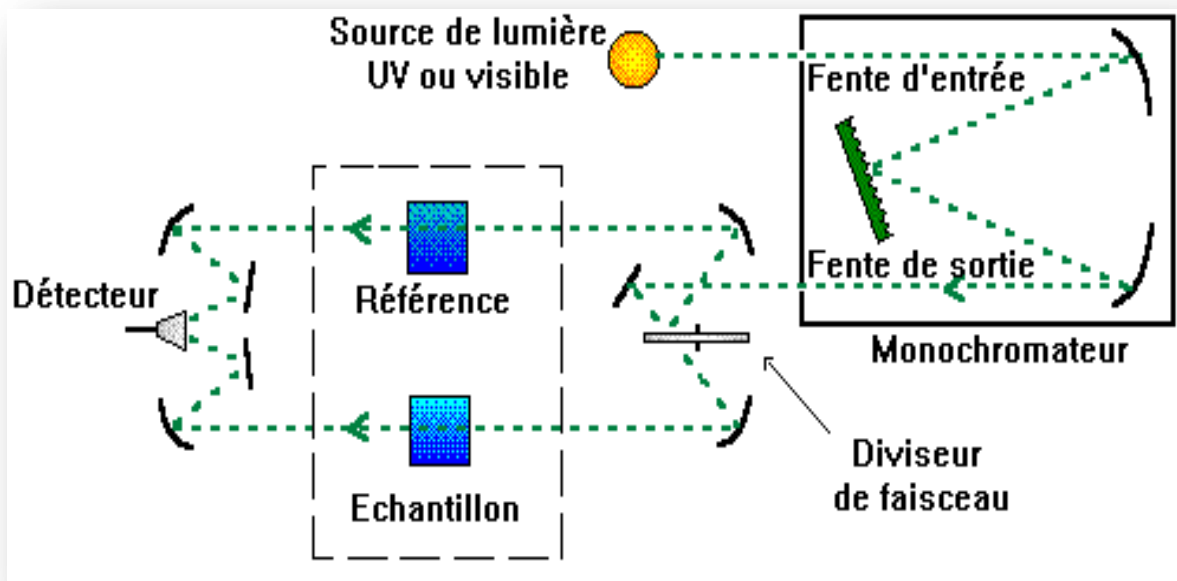 Source de lumière
UV ou visible
Fente d'entrée
Fente de sortie
Monochromateur
Détecteur
Référence
Echantillon
Diviseur
de faisceau